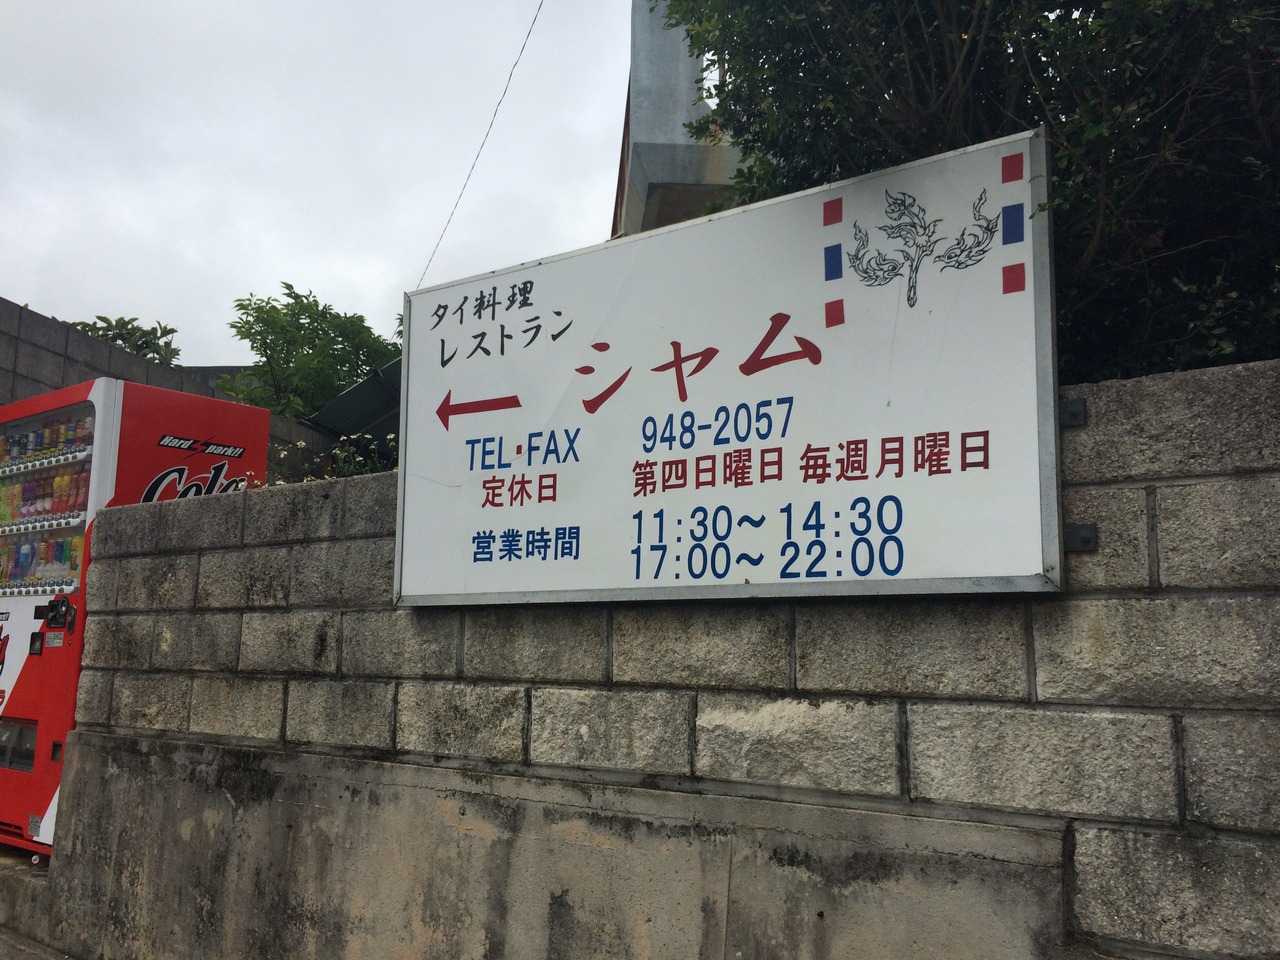 タイ料理
レストラン
← シャム
TEL・FAX 948-2057
定休日 第四日曜日 毎週月曜日
営業時間 11:30～14:30
17:00～22:00
Hard park!!
Cola